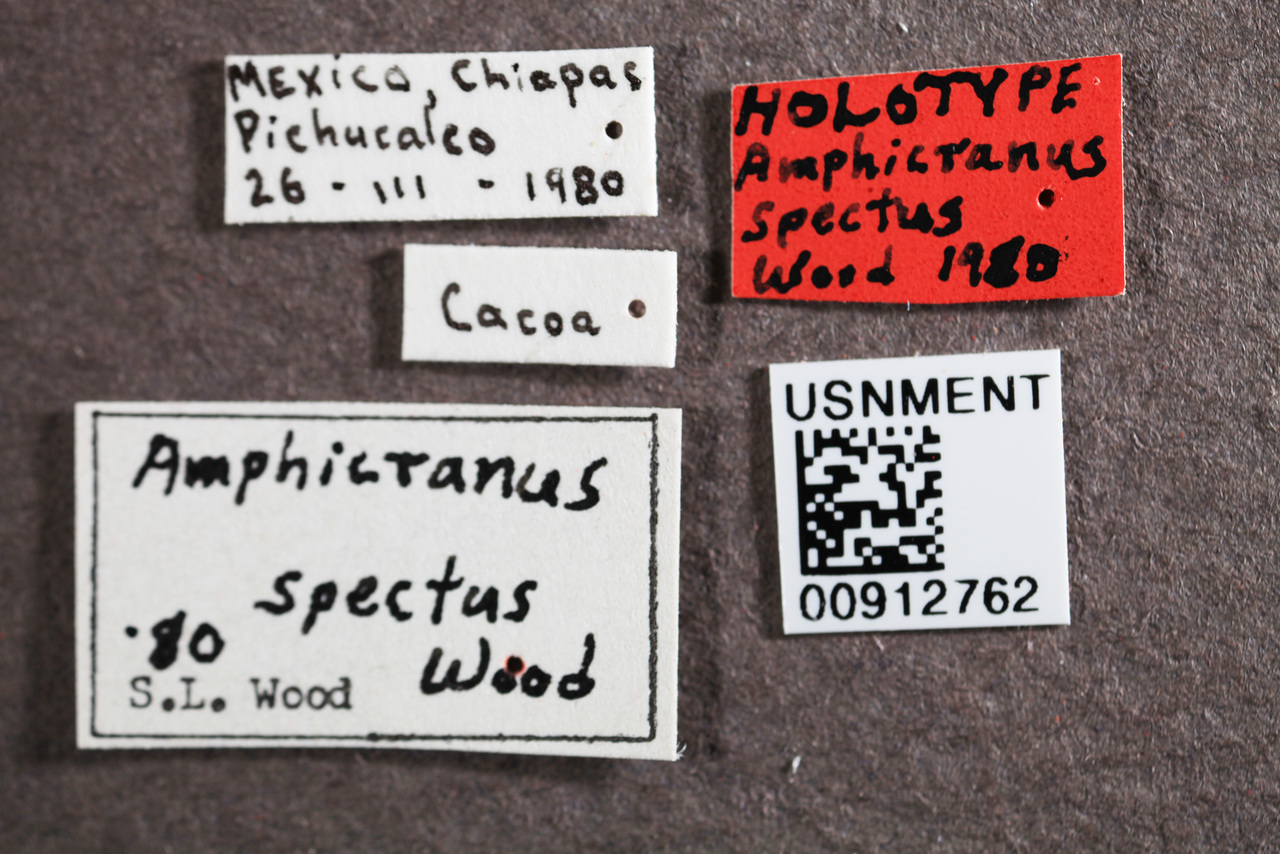 Mexico, Chiapas
Pichucalco
26 - III - 1980
Cacoa
Amphicranus
spectus
'80
Wood
S.L. Wood
HOLOTYPE
Amphicranus
spectus
Wood 1980
USNMENT
00912762